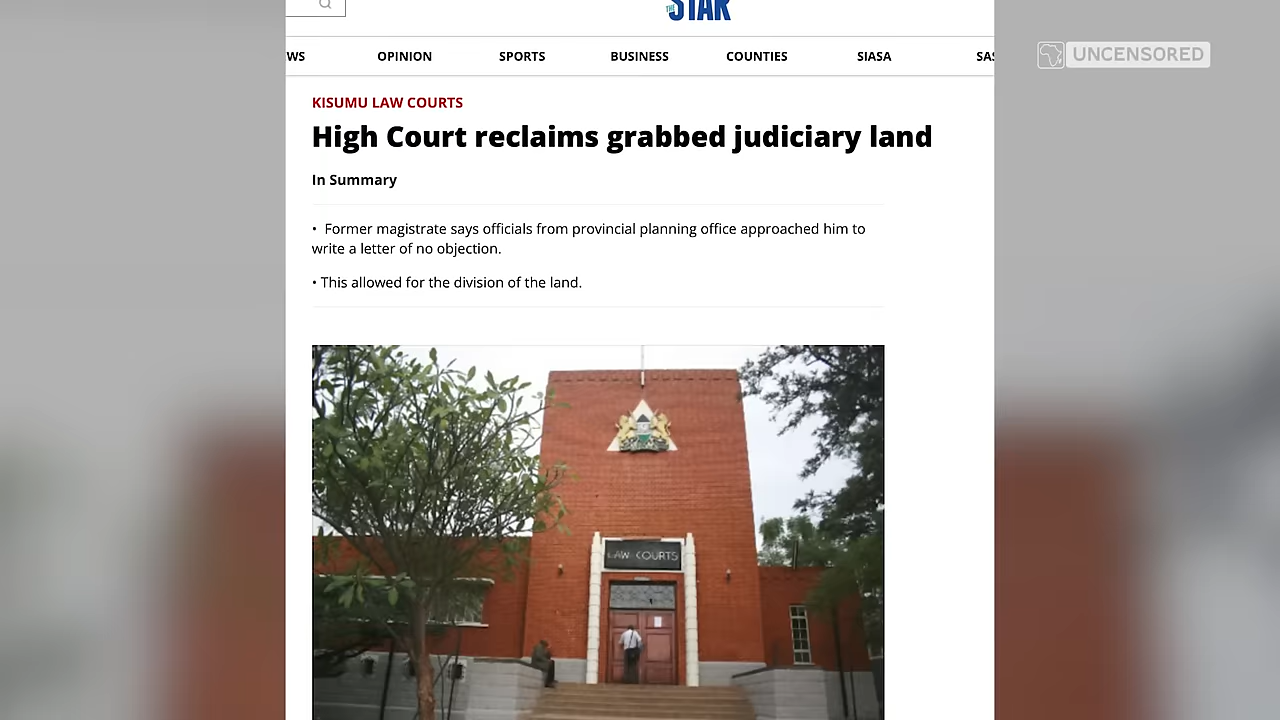 THE STAR
WS OPINION SPORTS BUSINESS COUNTIES SIASA SAS
UNCENSORED
KISUMU LAW COURTS
High Court reclaims grabbed judiciary land
In Summary
• Former magistrate says officials from provincial planning office approached him to
write a letter of no objection.
• This allowed for the division of the land.
LAW COURTS